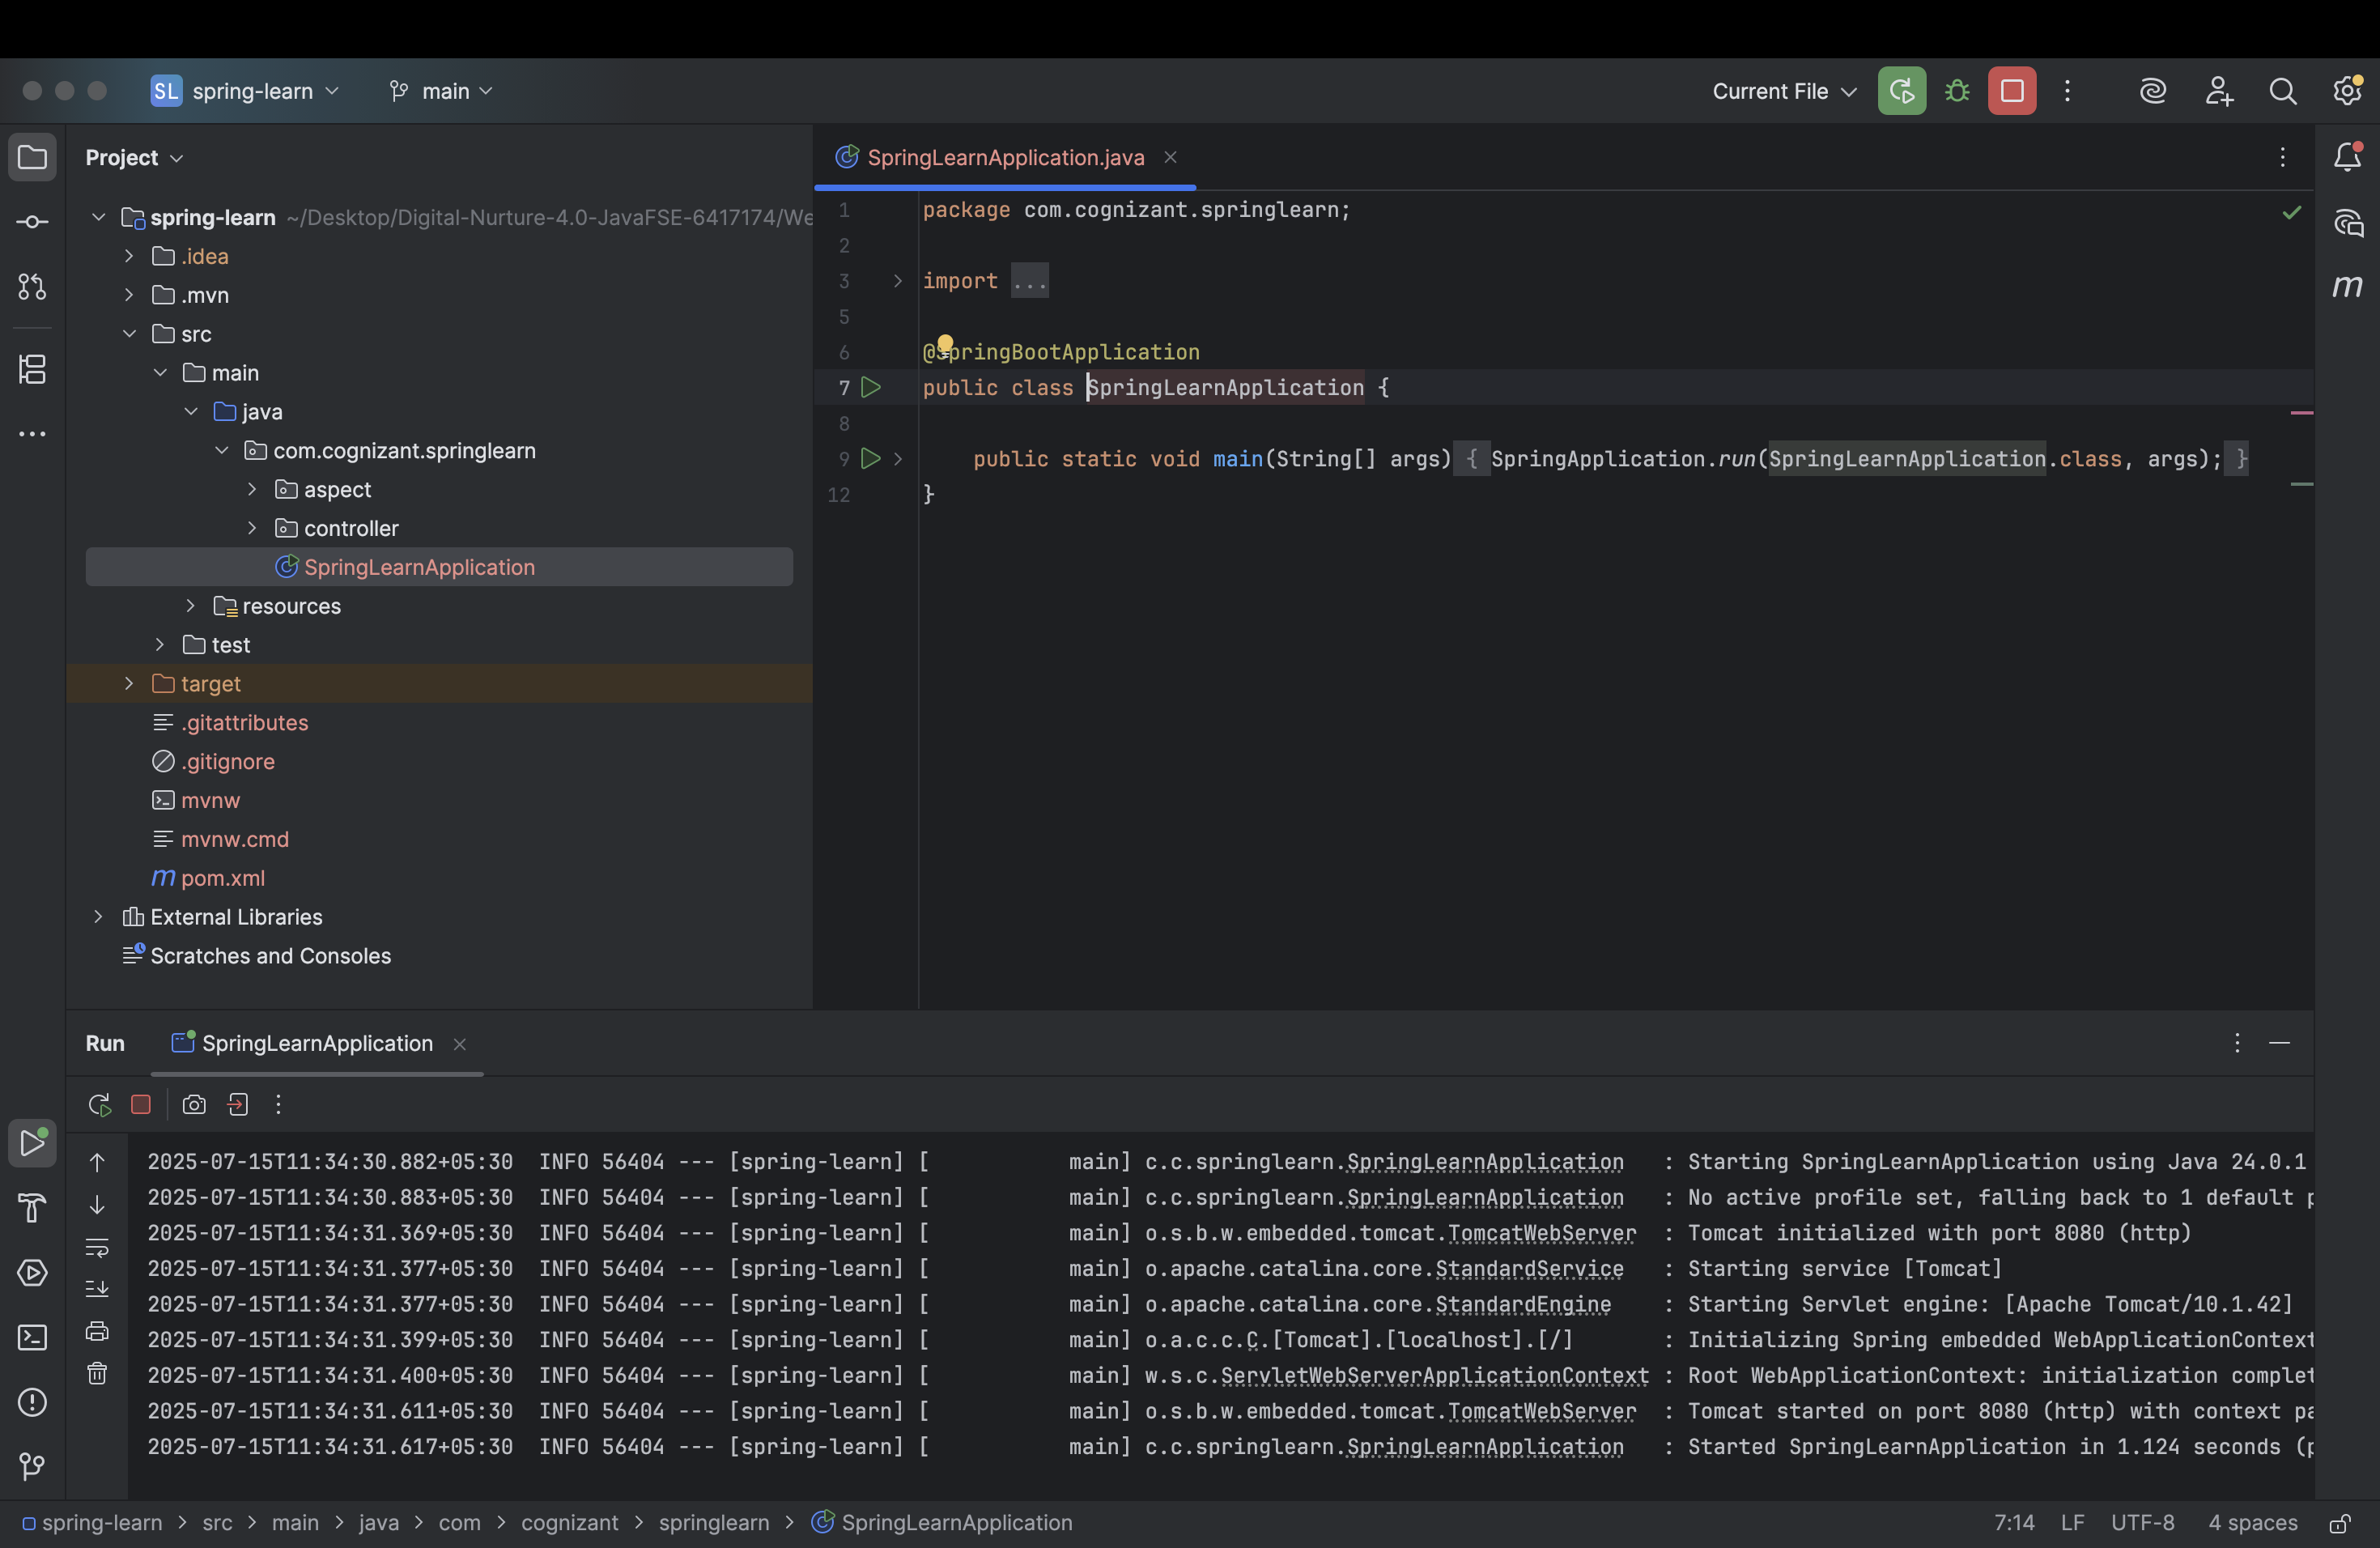 SL spring-learn main Current File
Project
SpringLearnApplication.java
spring-learn ~/Desktop/Digital-Nurture-4.0-JavaFSE-6417174/We
.idea
.mvn
src
main
java
com.cognizant.springlearn
aspect
controller
SpringLearnApplication
resources
test
target
.gitattributes
.gitignore
mvnw
mvnw.cmd
m pom.xml
External Libraries
Scratches and Consoles
1 package com.cognizant.springlearn;
2
3 import ...
5
6 @SpringBootApplication
7 public class SpringLearnApplication {
8
9 public static void main(String[] args) { SpringApplication.run(SpringLearnApplication.class, args); }
12 }
m
Run SpringLearnApplication
2025-07-15T11:34:30.882+05:30 INFO 56404 --- [spring-learn] [ main] c.c.springlearn.SpringLearnApplication : Starting SpringLearnApplication using Java 24.0.1
2025-07-15T11:34:30.883+05:30 INFO 56404 --- [spring-learn] [ main] c.c.springlearn.SpringLearnApplication : No active profile set, falling back to 1 default p
2025-07-15T11:34:31.369+05:30 INFO 56404 --- [spring-learn] [ main] o.s.b.w.embedded.tomcat.TomcatWebServer : Tomcat initialized with port 8080 (http)
2025-07-15T11:34:31.377+05:30 INFO 56404 --- [spring-learn] [ main] o.apache.catalina.core.StandardService : Starting service [Tomcat]
2025-07-15T11:34:31.377+05:30 INFO 56404 --- [spring-learn] [ main] o.apache.catalina.core.StandardEngine : Starting Servlet engine: [Apache Tomcat/10.1.42]
2025-07-15T11:34:31.399+05:30 INFO 56404 --- [spring-learn] [ main] o.a.c.c.C.[Tomcat].[localhost].[/] : Initializing Spring embedded WebApplicationContext
2025-07-15T11:34:31.400+05:30 INFO 56404 --- [spring-learn] [ main] w.s.c.ServletWebServerApplicationContext : Root WebApplicationContext: initialization complet
2025-07-15T11:34:31.611+05:30 INFO 56404 --- [spring-learn] [ main] o.s.b.w.embedded.tomcat.TomcatWebServer : Tomcat started on port 8080 (http) with context pa
2025-07-15T11:34:31.617+05:30 INFO 56404 --- [spring-learn] [ main] c.c.springlearn.SpringLearnApplication : Started SpringLearnApplication in 1.124 seconds (p
spring-learn > src > main > java > com > cognizant > springlearn > SpringLearnApplication 7:14 LF UTF-8 4 spaces